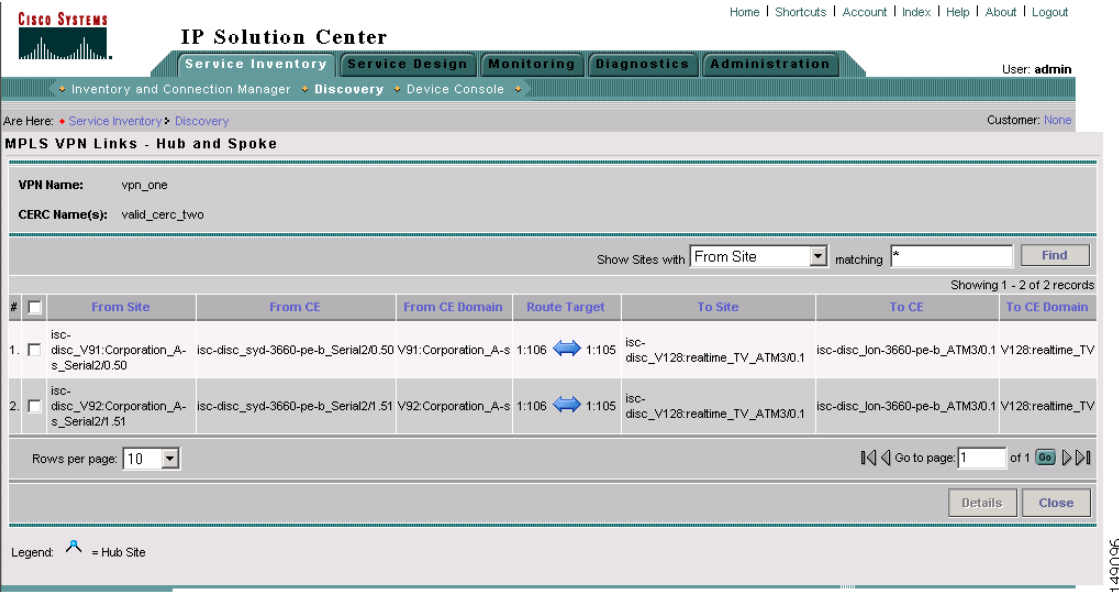 CISCO SYSTEMS
Home | Shortcuts | Account | Index | Help | About | Logout
IP Solution Center
Service Inventory Service Design Monitoring Diagnostics Administration
User: admin
Inventory and Connection Manager Discovery Device Console
Are Here: Service Inventory Discovery
Customer: None
MPLS VPN Links - Hub and Spoke
VPN Name: vpn_one
CERC Name(s): valid_cerc_two
Show Sites with From Site matching * Find
Showing 1 - 2 of 2 records
# From Site From CE From CE Domain Route Target To Site To CE To CE Domain
isc-
1. disc_V91:Corporation_A- isc-disc_syd-3660-pe-b_Serial2/0.50 V91:Corporation_A-s 1:106 1:105 isc-
s_Serial2/0.50 disc_V128:realtime_TV_ATM3/0.1 isc-disc_lon-3660-pe-b_ATM3/0.1 V128:realtime_TV
isc-
2. disc_V92:Corporation_A- isc-disc_syd-3660-pe-b_Serial2/1.51 V92:Corporation_A-s 1:106 1:105 isc-
s_Serial2/1.51 disc_V128:realtime_TV_ATM3/0.1 isc-disc_lon-3660-pe-b_ATM3/0.1 V128:realtime_TV
Rows per page: 10
Go to page: 1 of 1 Go
Details Close
Legend: = Hub Site
149096